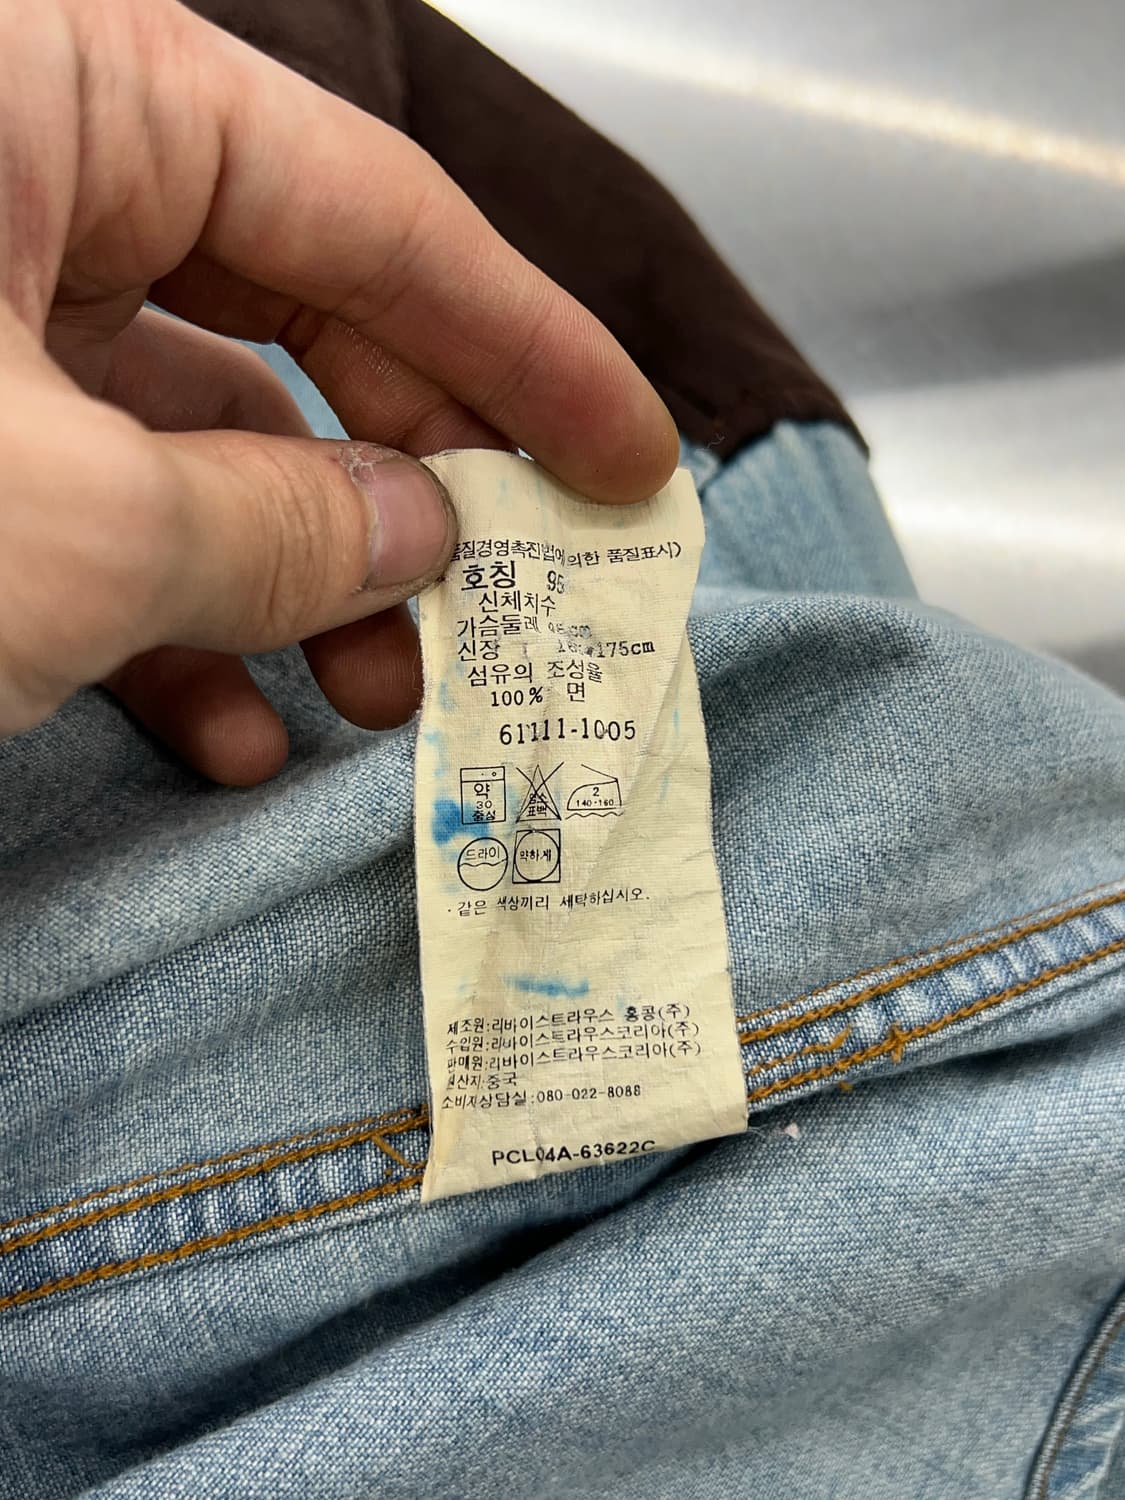 품질경영촉진법에 의한 품질표시)
호칭 95
신체치수
가슴둘레
신장 175cm
섬유의 조성율
100% 면
61111-1005
약 30 중성
염소 표백
2 140-160
드라이
약하게
·같은 색상끼리 세탁하십시오.
제조원:리바이스트라우스 홍콩(주)
수입원:리바이스트라우스코리아(주)
판매원:리바이스트라우스코리아(주)
원산지:중국
소비자상담실:080-022-8088
PCL04A-63622C